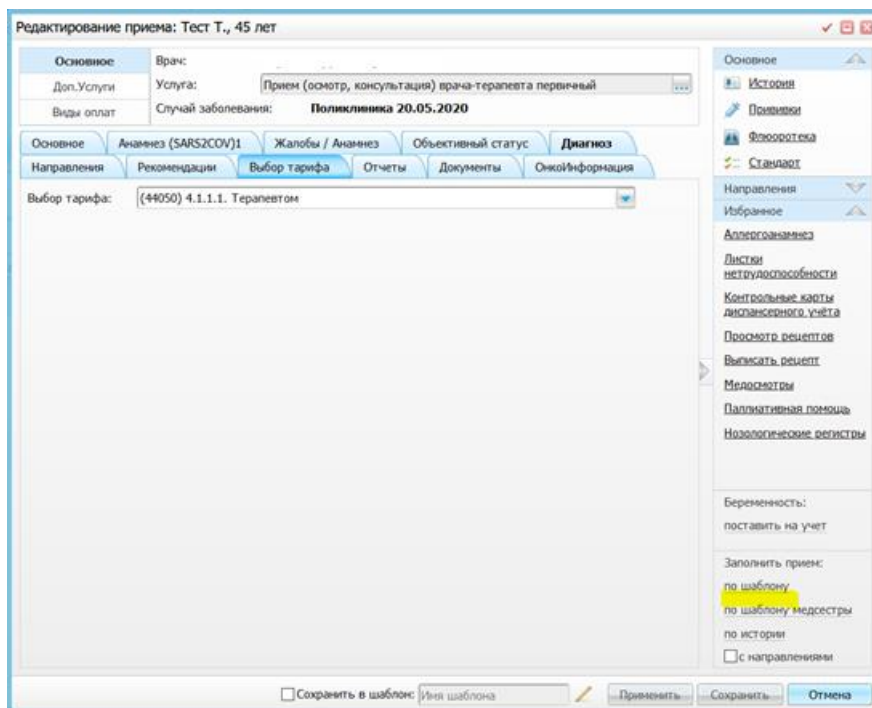 Редактирование приема: Тест Т., 45 лет
Основное
Врач:
Доп.Услуги
Услуга:
Прием (осмотр, консультация) врача-терапевта первичный
...
Виды оплат
Случай заболевания:
Поликлиника 20.05.2020
Основное
Анамнез (SARS2COV)1
Жалобы / Анамнез
Объективный статус
Диагноз
Направления
Рекомендации
Выбор тарифа
Отчеты
Документы
ОнкоИнформация
Выбор тарифа:
(44050) 4.1.1.1. Терапевтом
Основное
История
Прививки
Флюоротека
Стандарт
Направления
Избранное
Аллергоанамнез
Листки
нетрудоспособности
Контрольные карты
диспансерного учёта
Просмотр рецептов
Выписать рецепт
Медосмотры
Паллиативная помощь
Нозологические регистры
Беременность:
поставить на учет
Заполнить прием:
по шаблону
по шаблону медсестры
по истории
с направлениями
Сохранить в шаблон:
Имя шаблона
Применить
Сохранить
Отмена